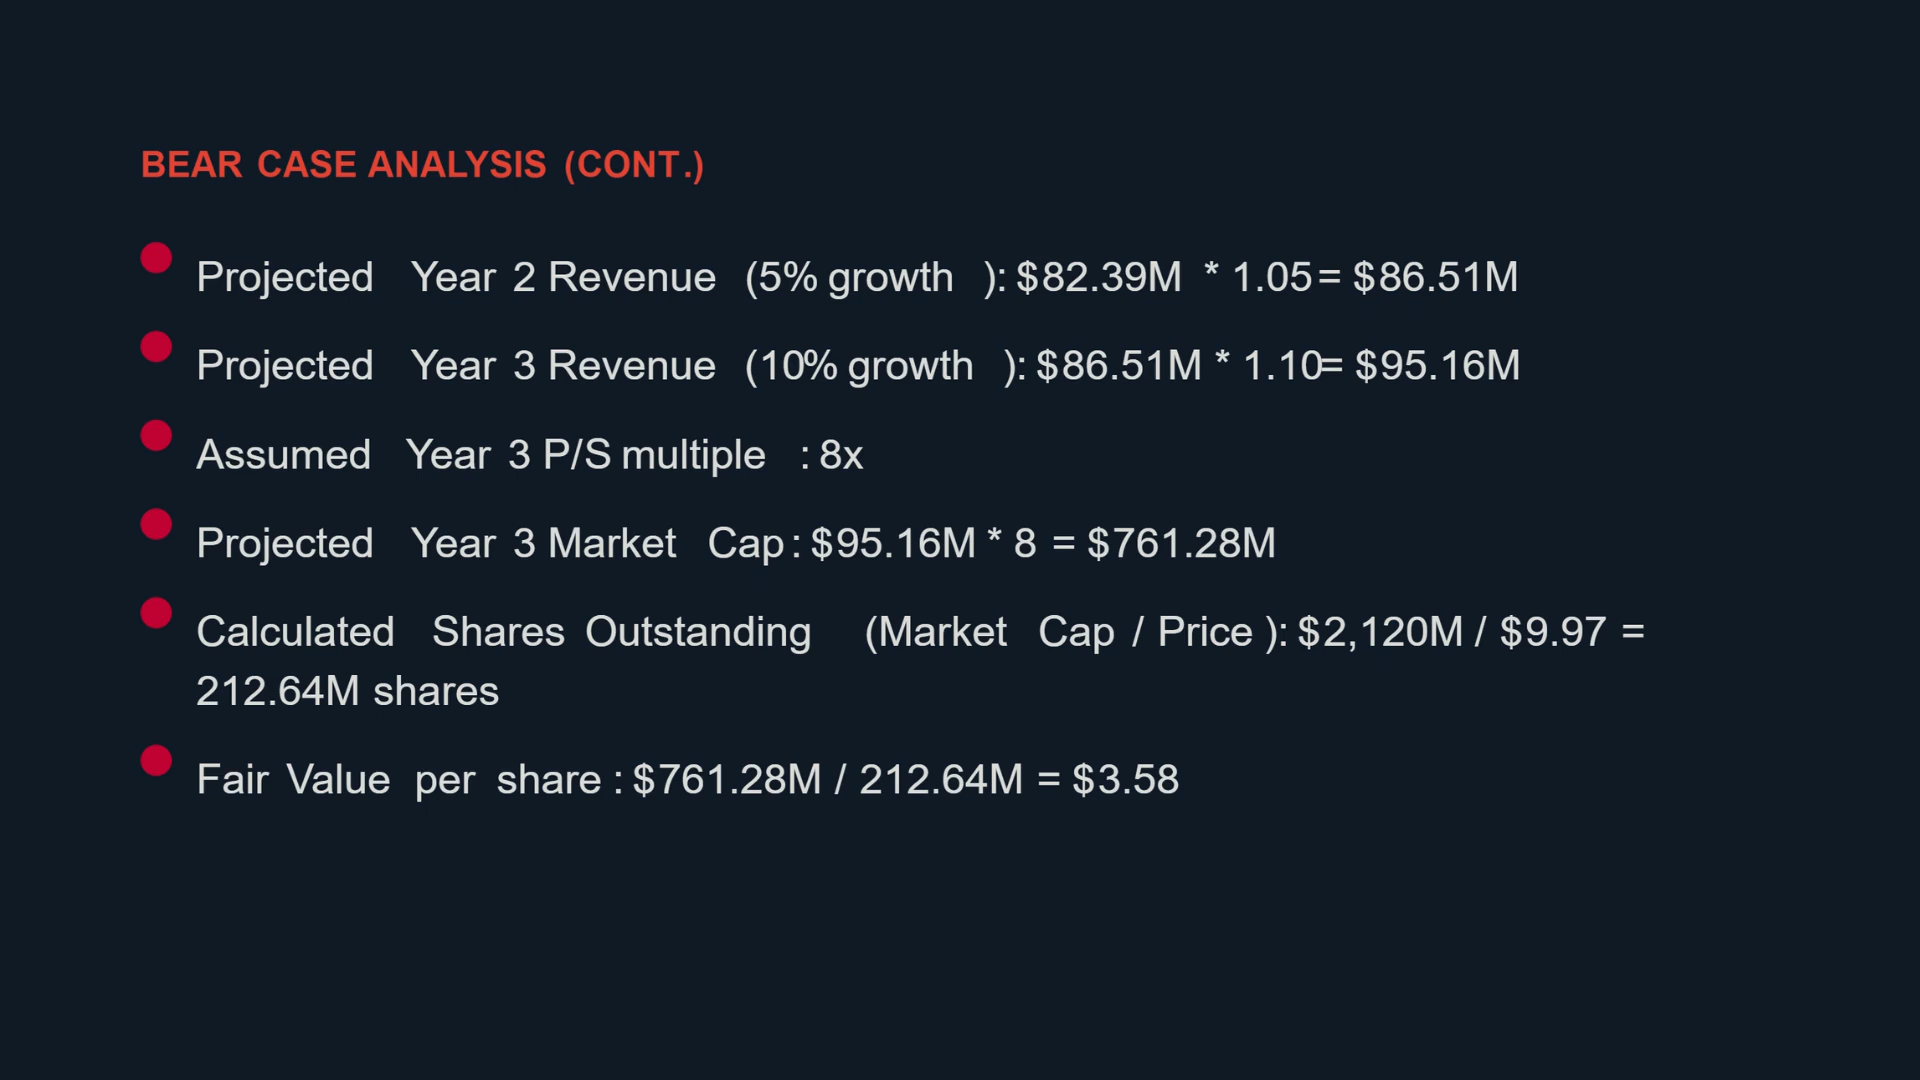 BEAR CASE ANALYSIS (CONT.)
Projected Year 2 Revenue (5% growth ): $82.39M * 1.05= $86.51M
Projected Year 3 Revenue (10% growth ): $86.51M * 1.10= $95.16M
Assumed Year 3 P/S multiple : 8x
Projected Year 3 Market Cap: $95.16M * 8 = $761.28M
Calculated Shares Outstanding (Market Cap / Price ): $2,120M / $9.97 =
212.64M shares
Fair Value per share : $761.28M / 212.64M = $3.58